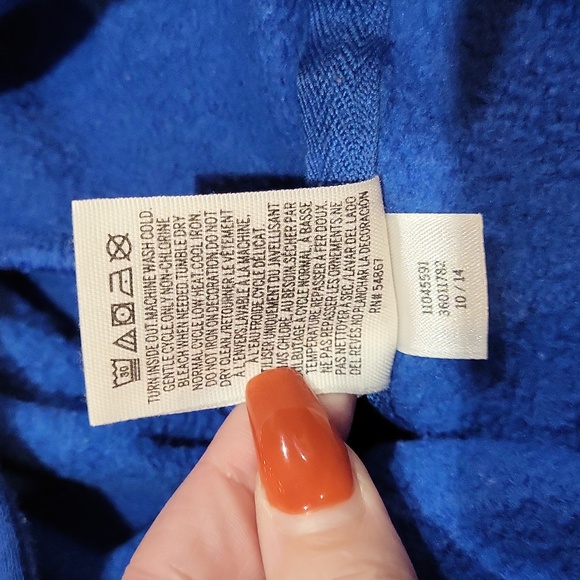 30
TURN INSIDE OUT.MACHINE WASH COLD.
GENTLE CYCLE.ONLY NON-CHLORINE
BLEACH WHEN NEEDED.TUMBLE DRY
NORMAL CYCLE LOW HEAT.COOL IRON.
DO NOT IRON ON DECORATION.DO NOT
DRY CLEAN./RETOURNER LE VÊTEMENT
À L'ENVERS.LAVABLE À LA MACHINE,
À L'EAU FROIDE, CYCLE DÉLICAT.
UTILISER UNIQUEMENT DU JAVELLISANT
CHLORE, AU BESOIN.SÉCHER PAR
CULBUTAGE À CYCLE NORMAL, À BASSE
TEMPÉRATURE.REPASSER À FER DOUX.
NE PAS REPASSER LES ORNEMENTS.NE
PAS NETTOYER À SEC./LAVAR DEL LADO
DEL REVÉS.NO PLANCHAR LA DECORACIÓN
RN# 54867
11045591
36011782
10 / 14